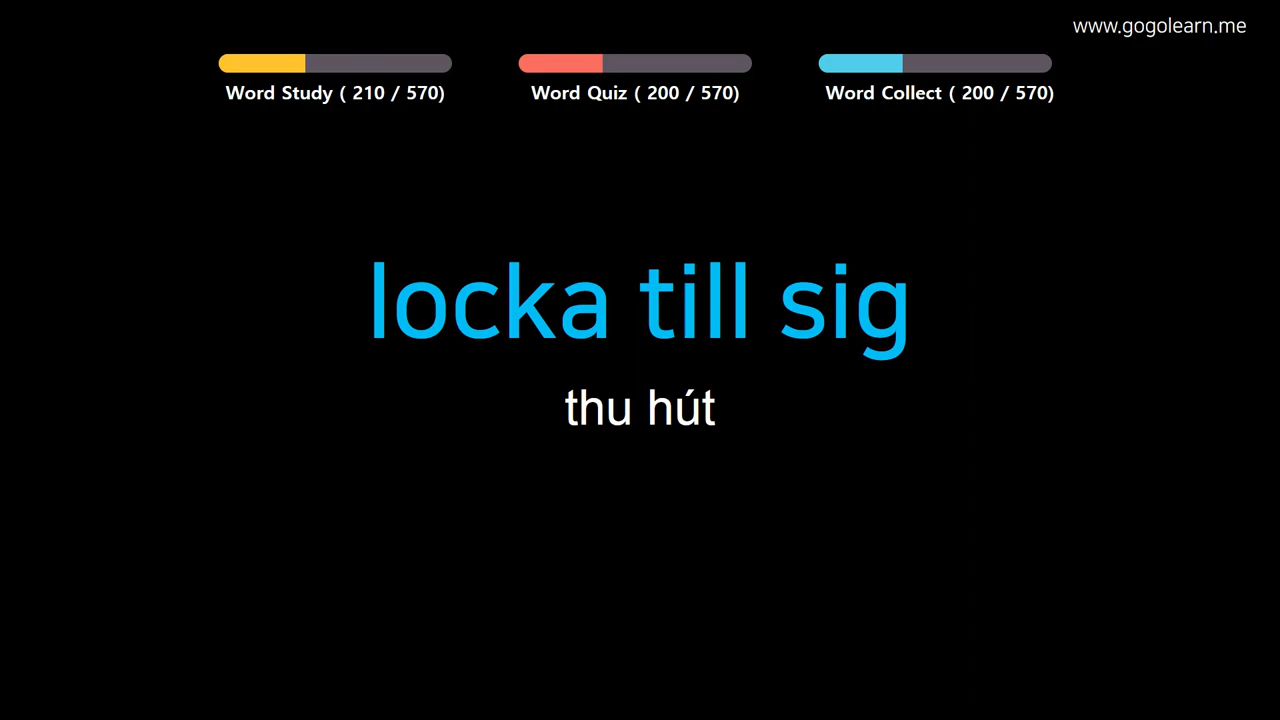 www.gogolearn.me
Word Study ( 210 / 570)
Word Quiz ( 200 / 570)
Word Collect ( 200 / 570)
locka till sig
thu hút